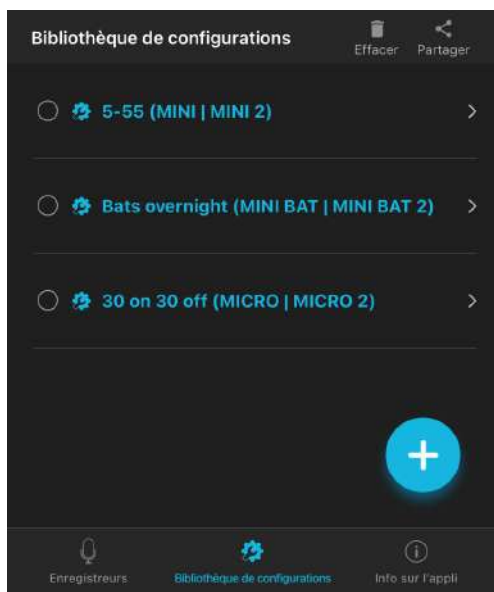 Bibliothèque de configurations
Effacer Partager
5-55 (MINI | MINI 2)
Bats overnight (MINI BAT | MINI BAT 2)
30 on 30 off (MICRO | MICRO 2)
Enregistreurs Bibliothèque de configurations Info sur l'appli